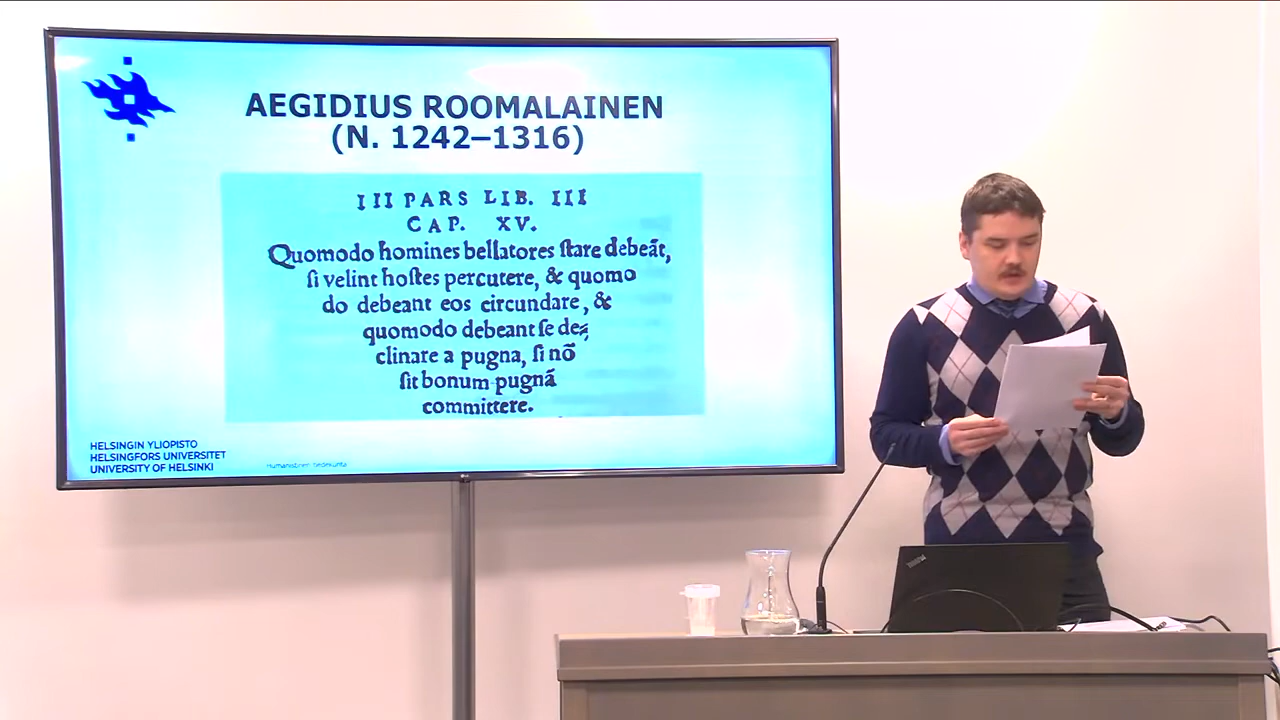 AEGIDIUS ROOMALAINEN
(N. 1242–1316)
III PARS LIB. III
CAP. XV.
Quomodo homines bellatores ſtare debeāt,
ſi velint hoſtes percutere, & quomo
do debeant eos circundare, &
quomodo debeant ſe de⸗
clinare a pugna, ſi nō
ſit bonum pugnā
committere.
HELSINGIN YLIOPISTO
HELSINGFORS UNIVERSITET
UNIVERSITY OF HELSINKI
Humanistinen tiedekunta